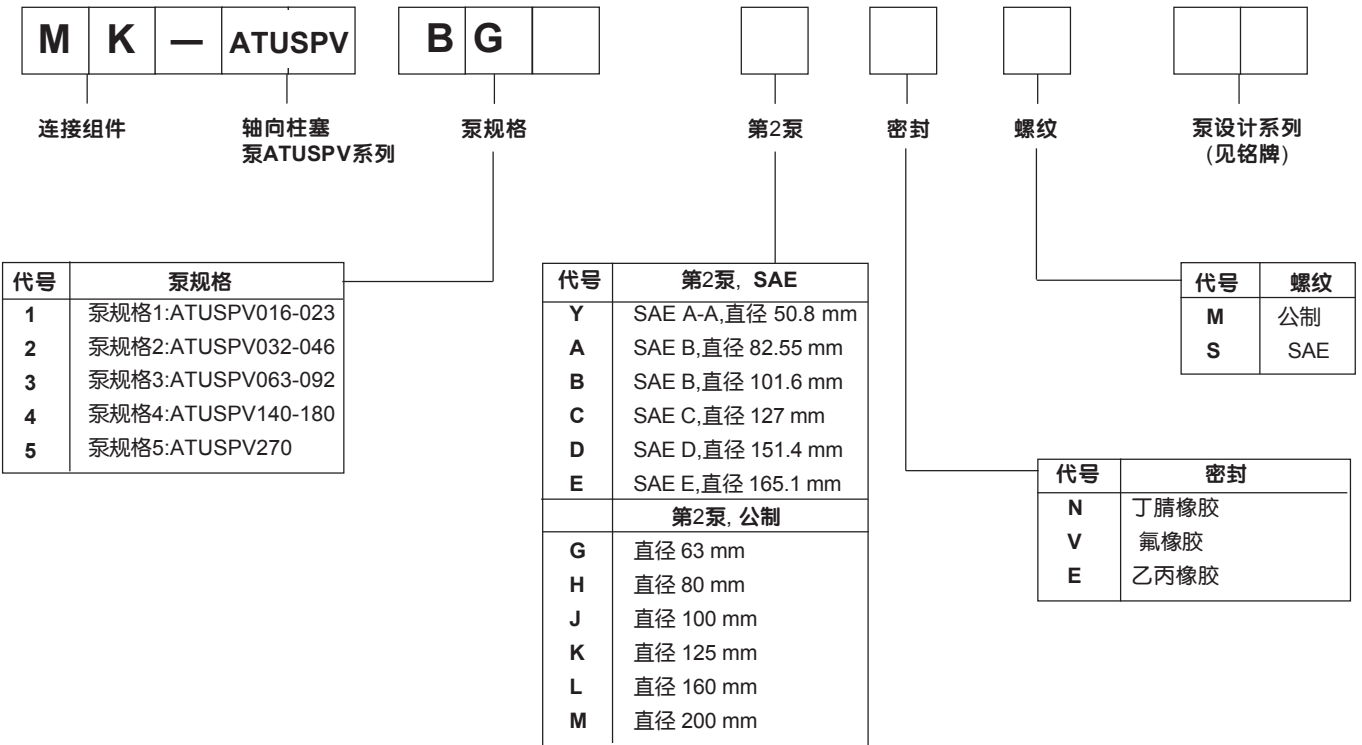 M K — ATUSPV B G
连接组件
轴向柱塞
泵ATUSPV系列
泵规格
第2泵
密封
螺纹
泵设计系列
(见铭牌)
代号 泵规格
1 泵规格1:ATUSPV016-023
2 泵规格2:ATUSPV032-046
3 泵规格3:ATUSPV063-092
4 泵规格4:ATUSPV140-180
5 泵规格5:ATUSPV270
代号 第2泵, SAE
Y SAE A-A,直径 50.8 mm
A SAE B,直径 82.55 mm
B SAE B,直径 101.6 mm
C SAE C,直径 127 mm
D SAE D,直径 151.4 mm
E SAE E,直径 165.1 mm
第2泵, 公制
G 直径 63 mm
H 直径 80 mm
J 直径 100 mm
K 直径 125 mm
L 直径 160 mm
M 直径 200 mm
代号 螺纹
M 公制
S SAE
代号 密封
N 丁腈橡胶
V 氟橡胶
E 乙丙橡胶